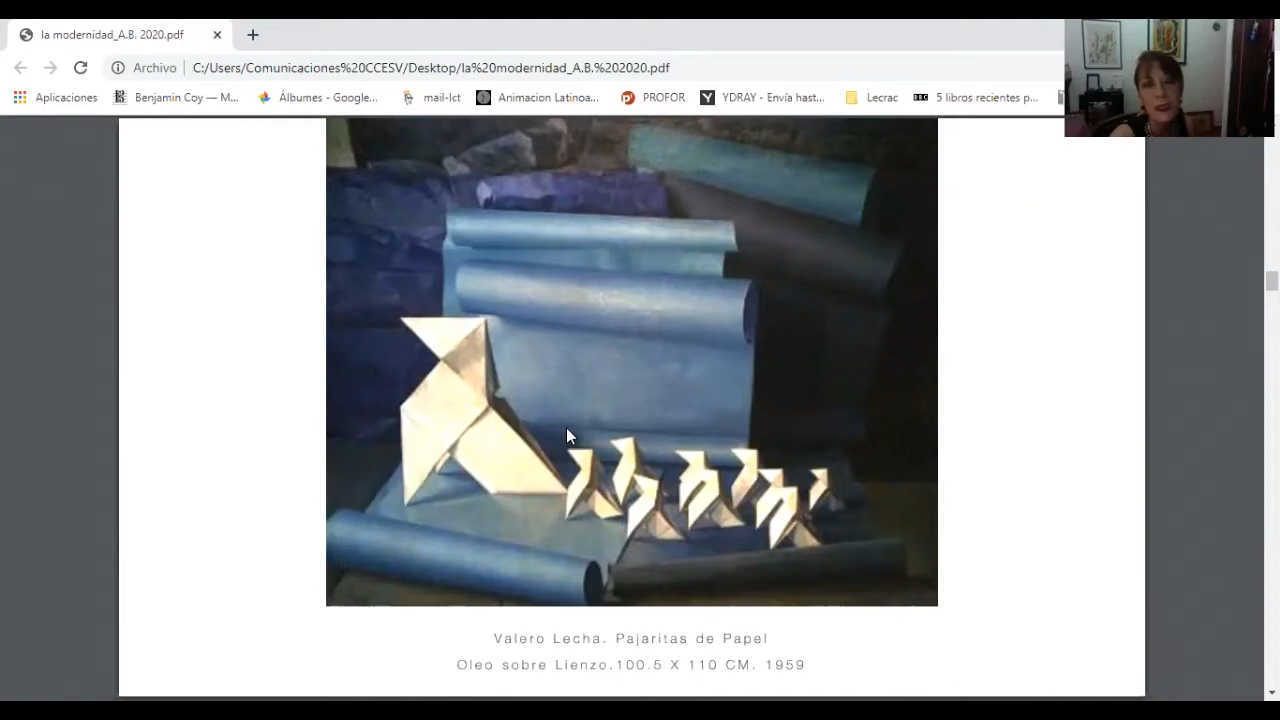 la modernidad_A.B. 2020.pdf
Archivo
C:/Users/Comunicaciones%20CCESV/Desktop/la%20modernidad_A.B.%202020.pdf
Aplicaciones
Benjamin Coy — M...
Álbumes - Google...
mail-lct
Animacion Latinoa...
PROFOR
YDRAY - Envía hast...
Lecrac
BBC
5 libros recientes p...
Valero Lecha. Pajaritas de Papel
Oleo sobre Lienzo.100.5 X 110 CM. 1959